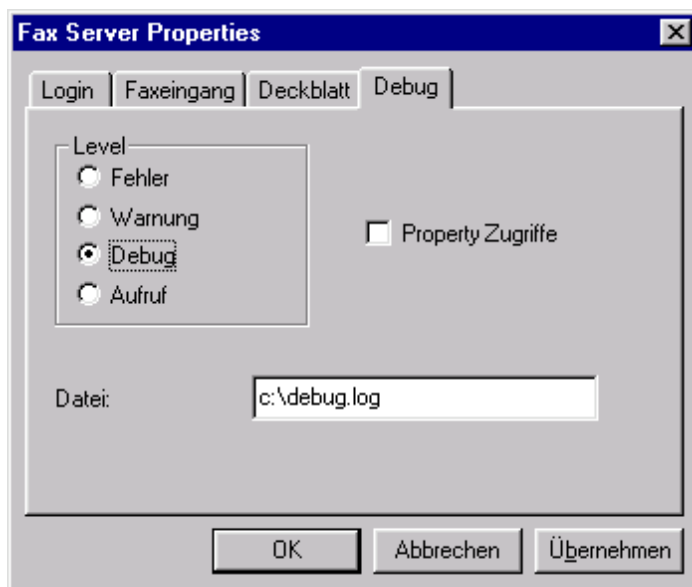 Fax Server Properties
Login Faxeingang Deckblatt Debug
Level
Fehler
Warnung
Property Zugriffe
Debug
Aufruf
Datei: c:\debug.log
OK Abbrechen Übernehmen